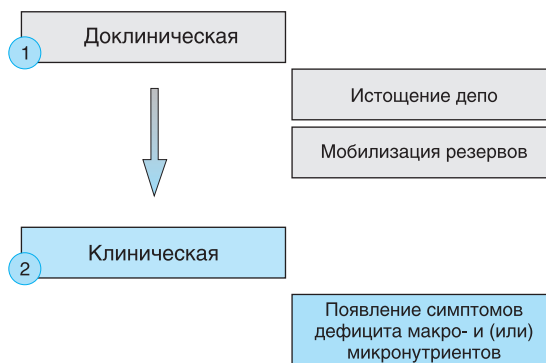 Доклиническая
1
Истощение депо
Мобилизация резервов
Клиническая
2
Появление симптомов
дефицита макро- и (или)
микронутриентов